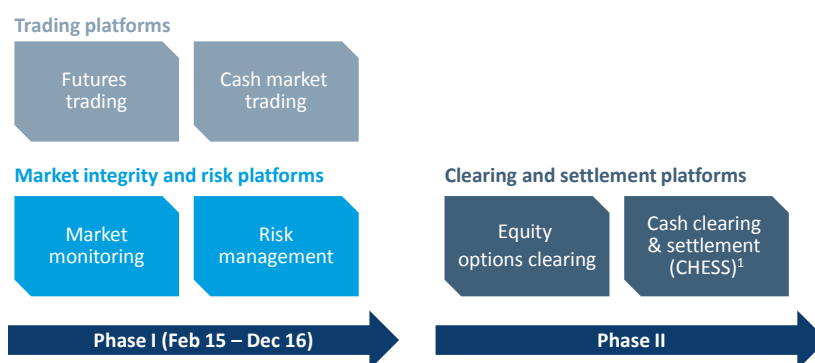 Trading platforms
Futures
trading
Cash market
trading
Market integrity and risk platforms
Market
monitoring
Risk
management
Clearing and settlement platforms
Equity
options clearing
Cash clearing
& settlement
(CHESS)¹
Phase I (Feb 15 – Dec 16)
Phase II